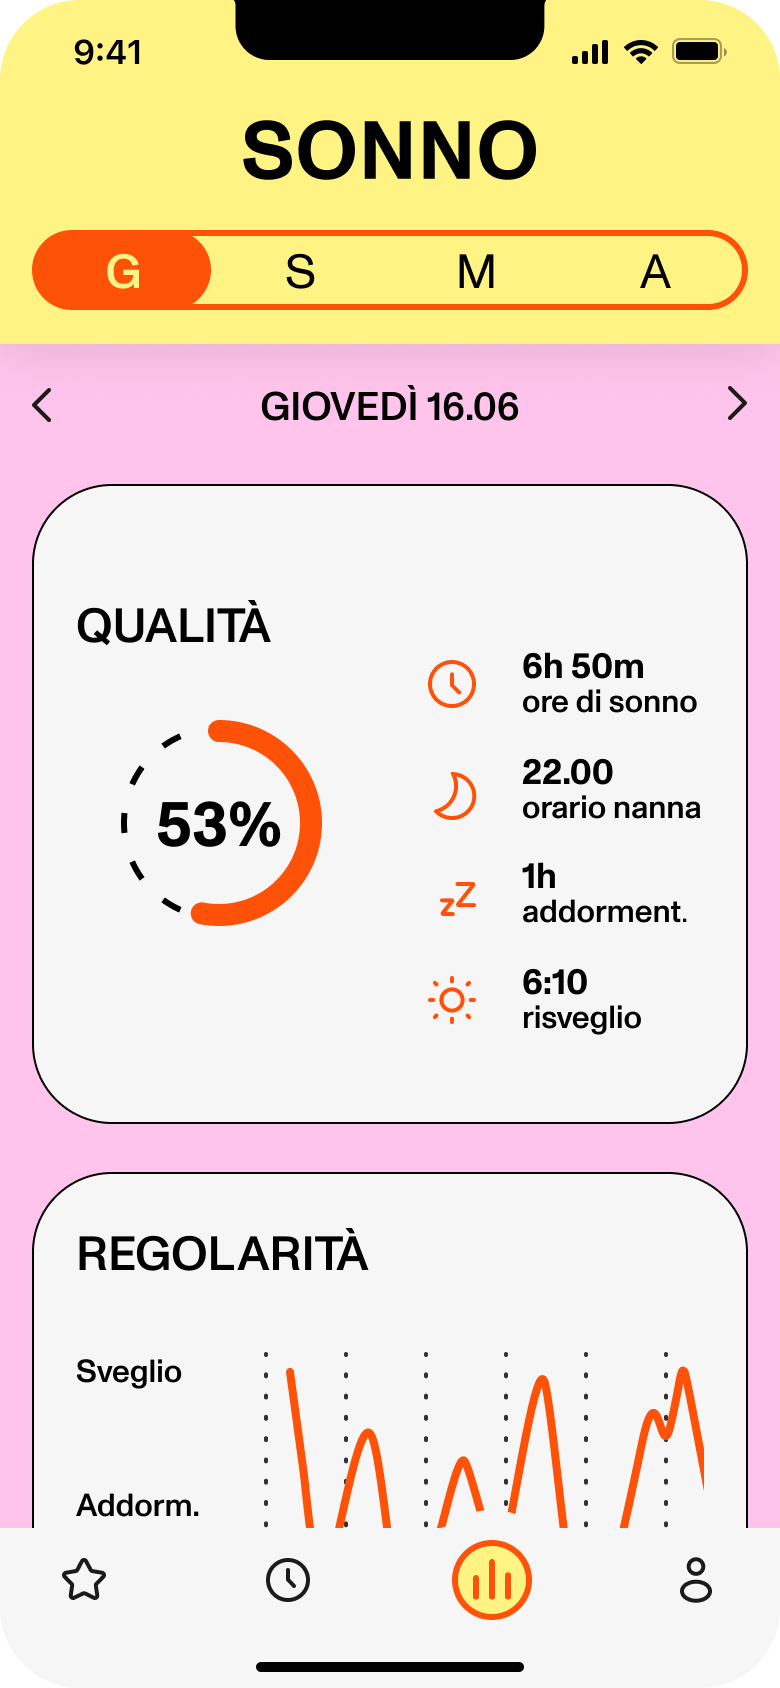 9:41
SONNO
G S M A
GIOVEDÌ 16.06
QUALITÀ
53%
6h 50m
ore di sonno
22.00
orario nanna
zZ
1h
addorment.
6:10
risveglio
REGOLARITÀ
Sveglio
Addorm.